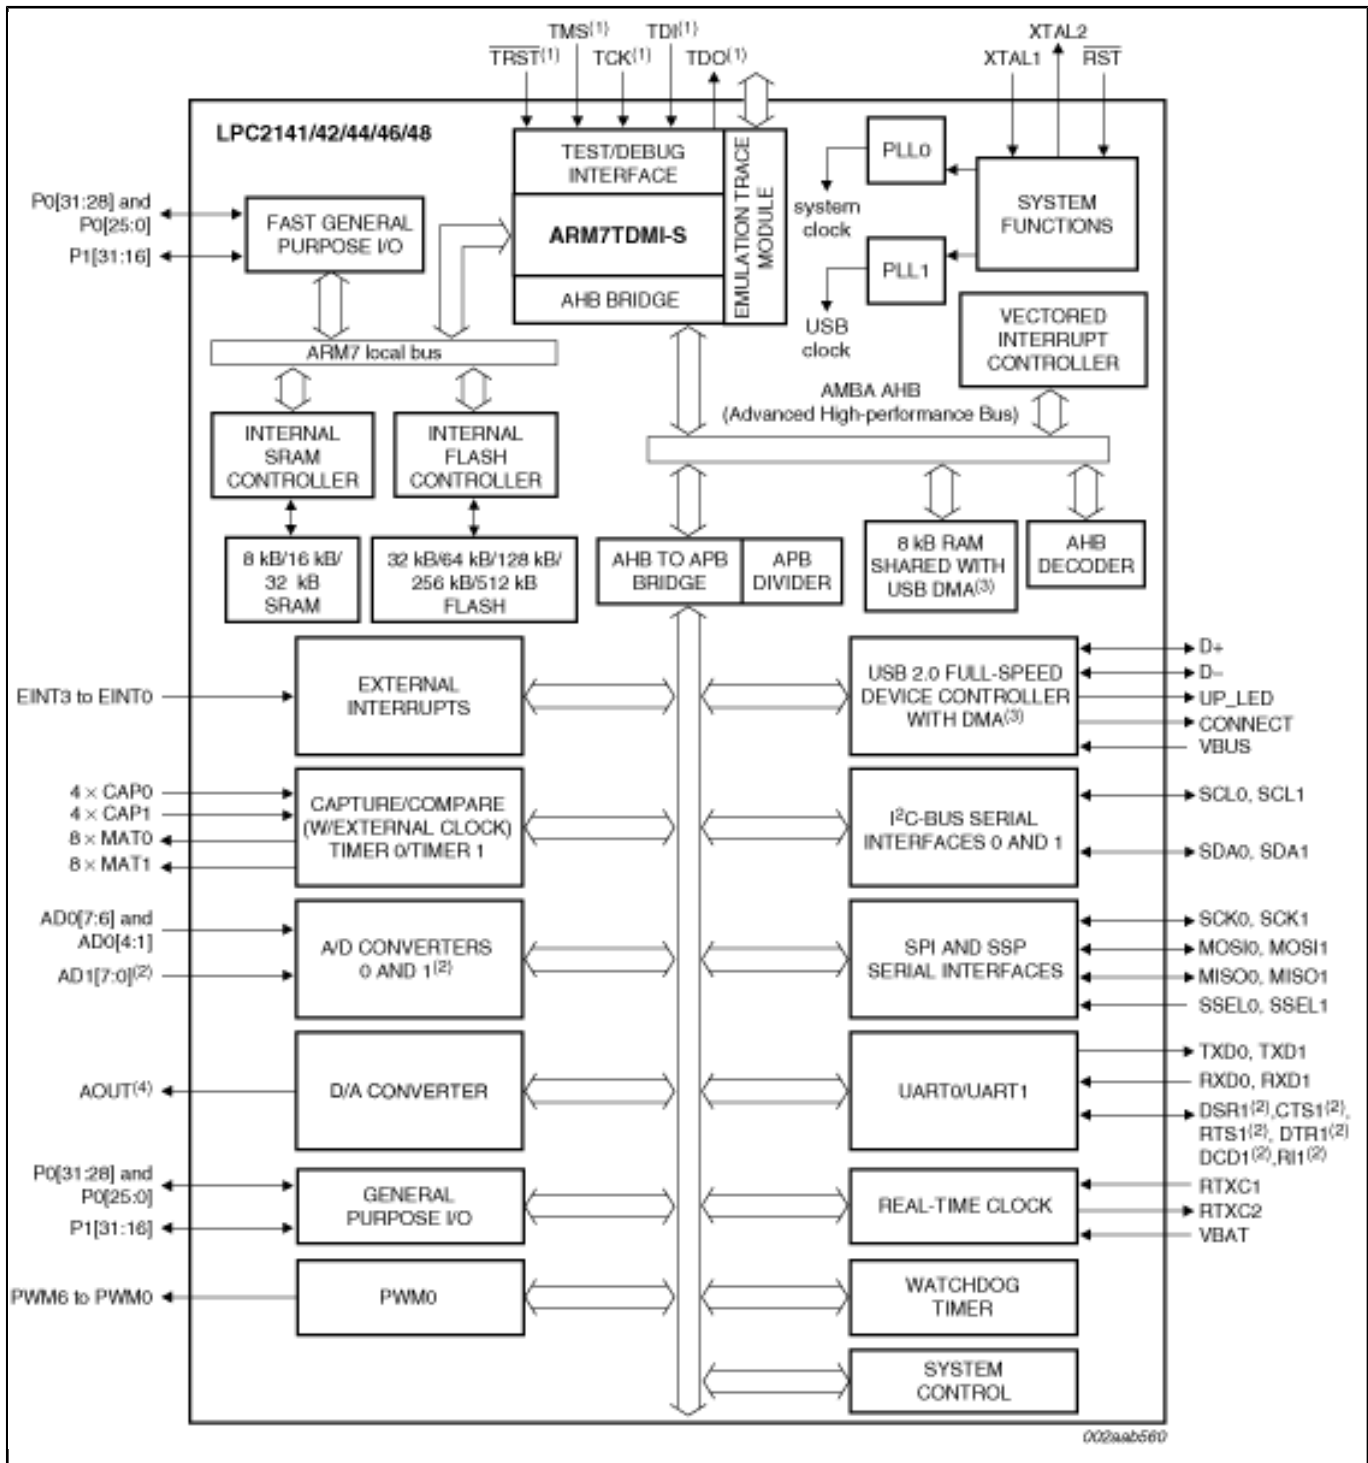 TMS(1) TDI(1)
TRST(1) TCK(1) TDO(1)
XTAL2
XTAL1 RST
LPC2141/42/44/46/48
TEST/DEBUG
INTERFACE
ARM7TDMI-S
AHB BRIDGE
EMULATION TRACE
MODULE
PLL0
system
clock
PLL1
USB
clock
SYSTEM
FUNCTIONS
P0[31:28] and
P0[25:0]
P1[31:16]
FAST GENERAL
PURPOSE I/O
VECTORED
INTERRUPT
CONTROLLER
ARM7 local bus
AMBA AHB
(Advanced High-performance Bus)
INTERNAL
SRAM
CONTROLLER
INTERNAL
FLASH
CONTROLLER
8 kB/16 kB/
32 kB
SRAM
32 kB/64 kB/128 kB/
256 kB/512 kB
FLASH
AHB TO APB
BRIDGE
APB
DIVIDER
8 kB RAM
SHARED WITH
USB DMA(3)
AHB
DECODER
EINT3 to EINT0
EXTERNAL
INTERRUPTS
USB 2.0 FULL-SPEED
DEVICE CONTROLLER
WITH DMA(3)
D+
D−
UP_LED
CONNECT
VBUS
4 × CAP0
4 × CAP1
8 × MAT0
8 × MAT1
CAPTURE/COMPARE
(W/EXTERNAL CLOCK)
TIMER 0/TIMER 1
I2C-BUS SERIAL
INTERFACES 0 AND 1
SCL0, SCL1
SDA0, SDA1
AD0[7:6] and
AD0[4:1]
AD1[7:0](2)
A/D CONVERTERS
0 AND 1(2)
SPI AND SSP
SERIAL INTERFACES
SCK0, SCK1
MOSI0, MOSI1
MISO0, MISO1
SSEL0, SSEL1
AOUT(4)
D/A CONVERTER
UART0/UART1
TXD0, TXD1
RXD0, RXD1
DSR1(2),CTS1(2),
RTS1(2), DTR1(2)
DCD1(2),RI1(2)
P0[31:28] and
P0[25:0]
P1[31:16]
GENERAL
PURPOSE I/O
REAL-TIME CLOCK
RTXC1
RTXC2
VBAT
PWM6 to PWM0
PWM0
WATCHDOG
TIMER
SYSTEM
CONTROL
002aab560